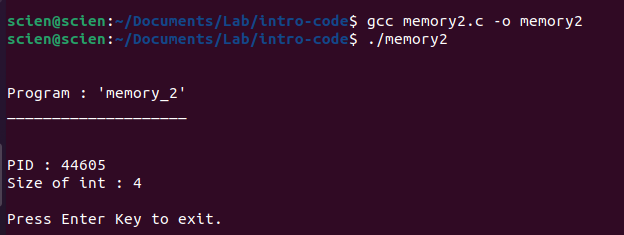 scien@scien:~/Documents/Lab/intro-code$ gcc memory2.c -o memory2
scien@scien:~/Documents/Lab/intro-code$ ./memory2
Program : 'memory_2'
____________________
PID : 44605
Size of int : 4
Press Enter Key to exit.